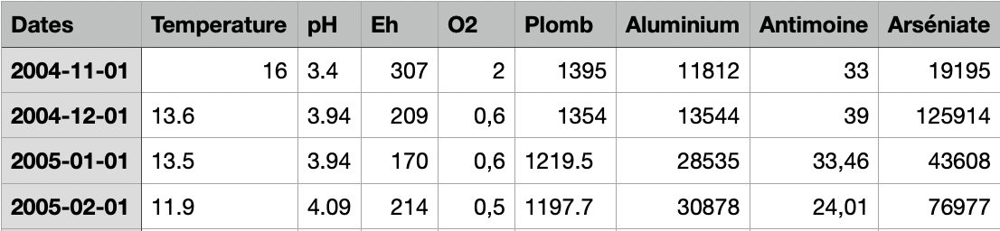 Dates Temperature pH Eh O2 Plomb Aluminium Antimoine Arséniate
2004-11-01 16 3.4 307 2 1395 11812 33 19195
2004-12-01 13.6 3.94 209 0,6 1354 13544 39 125914
2005-01-01 13.5 3.94 170 0,6 1219.5 28535 33,46 43608
2005-02-01 11.9 4.09 214 0,5 1197.7 30878 24,01 76977